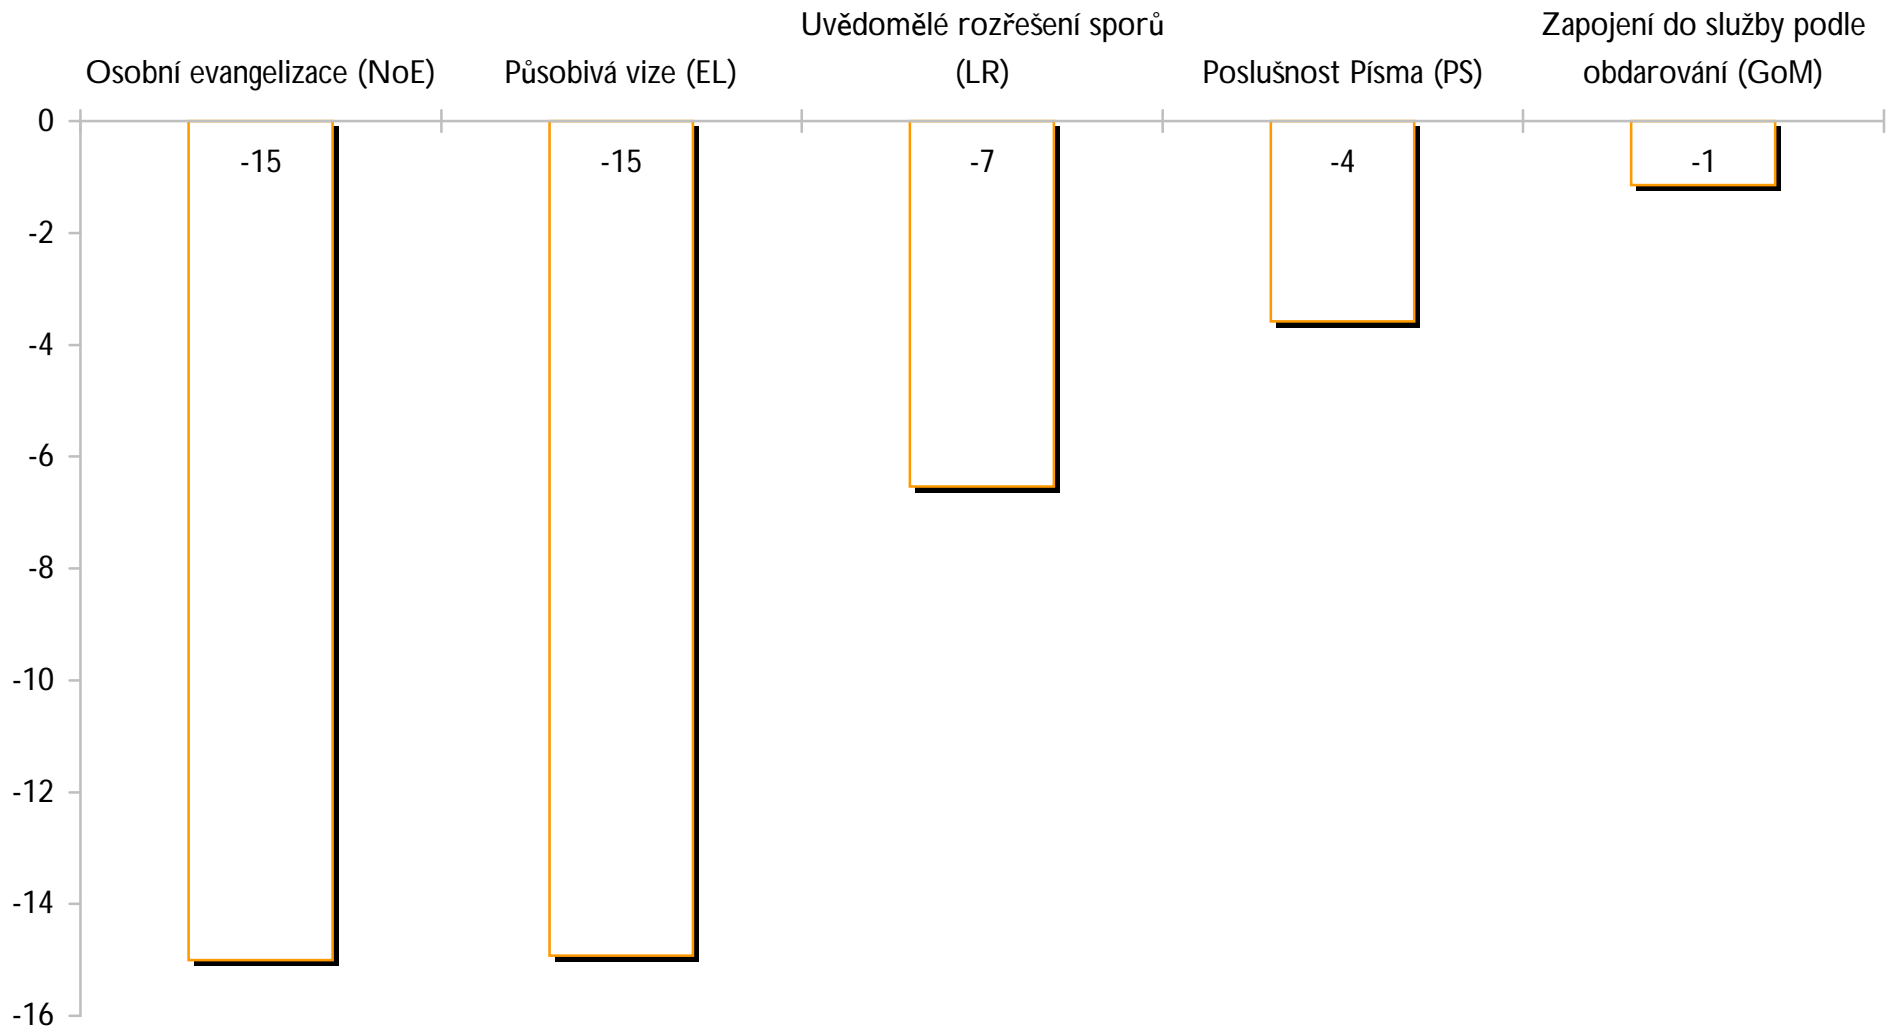 Uvědomělé rozřešení sporů
Zapojení do služby podle
Osobní evangelizace (NoE)
Působivá vize (EL)
(LR)
Poslušnost Písma (PS)
obdarování (GoM)
0
-15
-15
-7
-4
-1
-2
-4
-6
-8
-10
-12
-14
-16